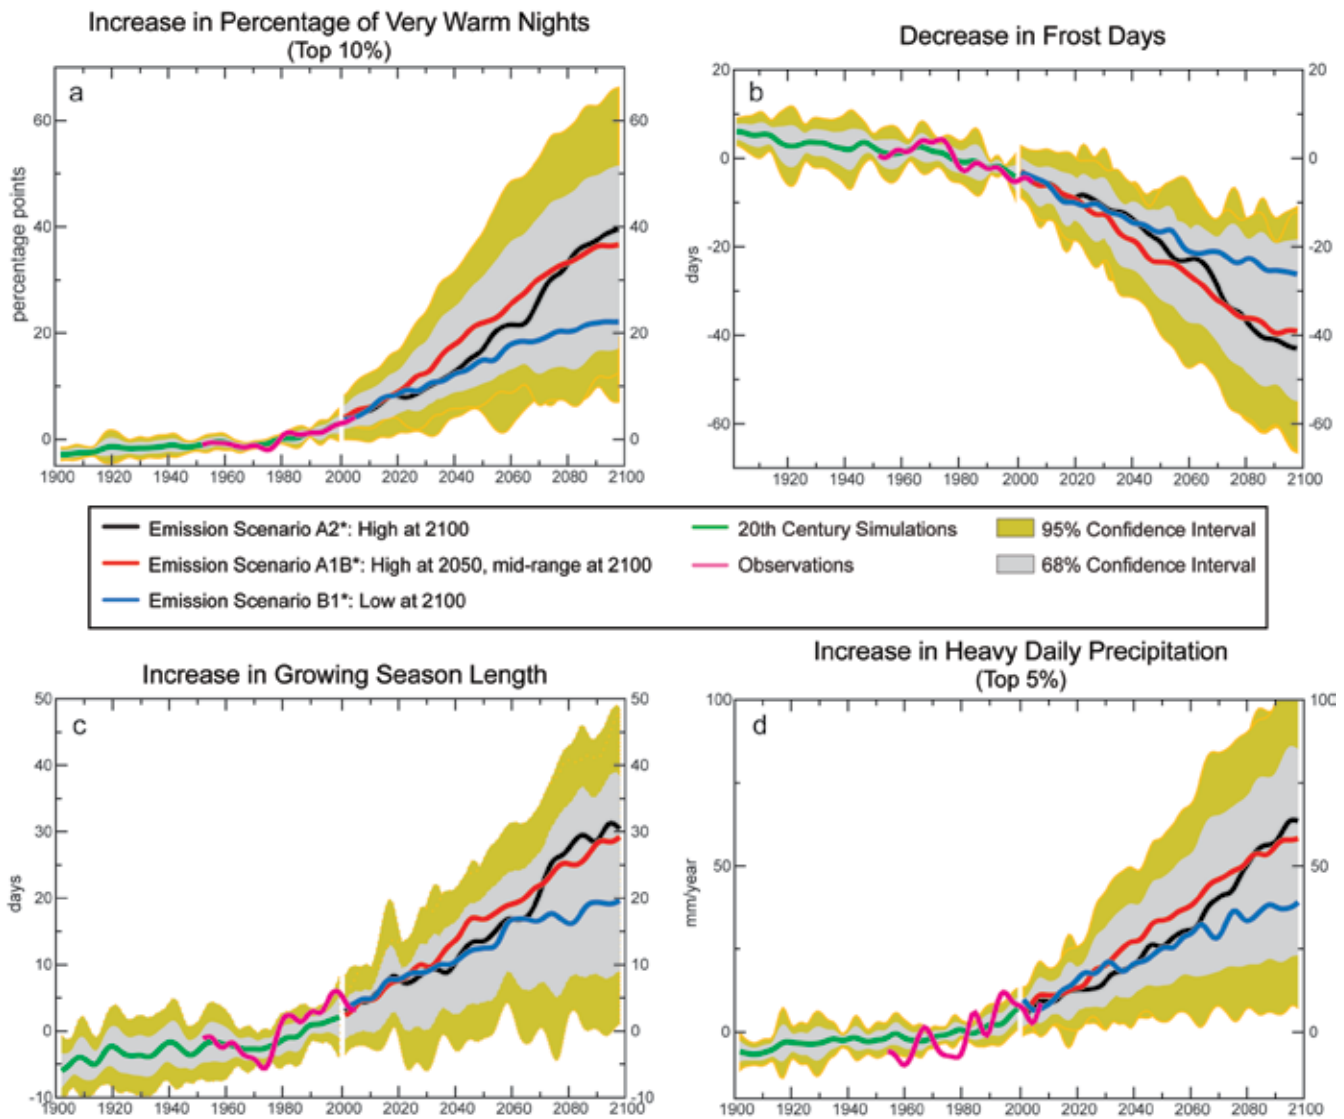 Increase in Percentage of Very Warm Nights
(Top 10%)
a
percentage points
60
40
20
0
60
40
20
0
1900 1920 1940 1960 1980 2000 2020 2040 2060 2080 2100
Decrease in Frost Days
b
days
20
0
-20
-40
-60
20
0
-20
-40
-60
1920 1940 1960 1980 2000 2020 2040 2060 2080 2100
Emission Scenario A2*: High at 2100
Emission Scenario A1B*: High at 2050, mid-range at 2100
Emission Scenario B1*: Low at 2100
20th Century Simulations
Observations
95% Confidence Interval
68% Confidence Interval
Increase in Growing Season Length
c
days
50
40
30
20
10
0
-10
50
40
30
20
10
0
-10
1900 1920 1940 1960 1980 2000 2020 2040 2060 2080 2100
Increase in Heavy Daily Precipitation
(Top 5%)
d
mm/year
100
50
0
100
50
0
1900 1920 1940 1960 1980 2000 2020 2040 2060 2080 2100